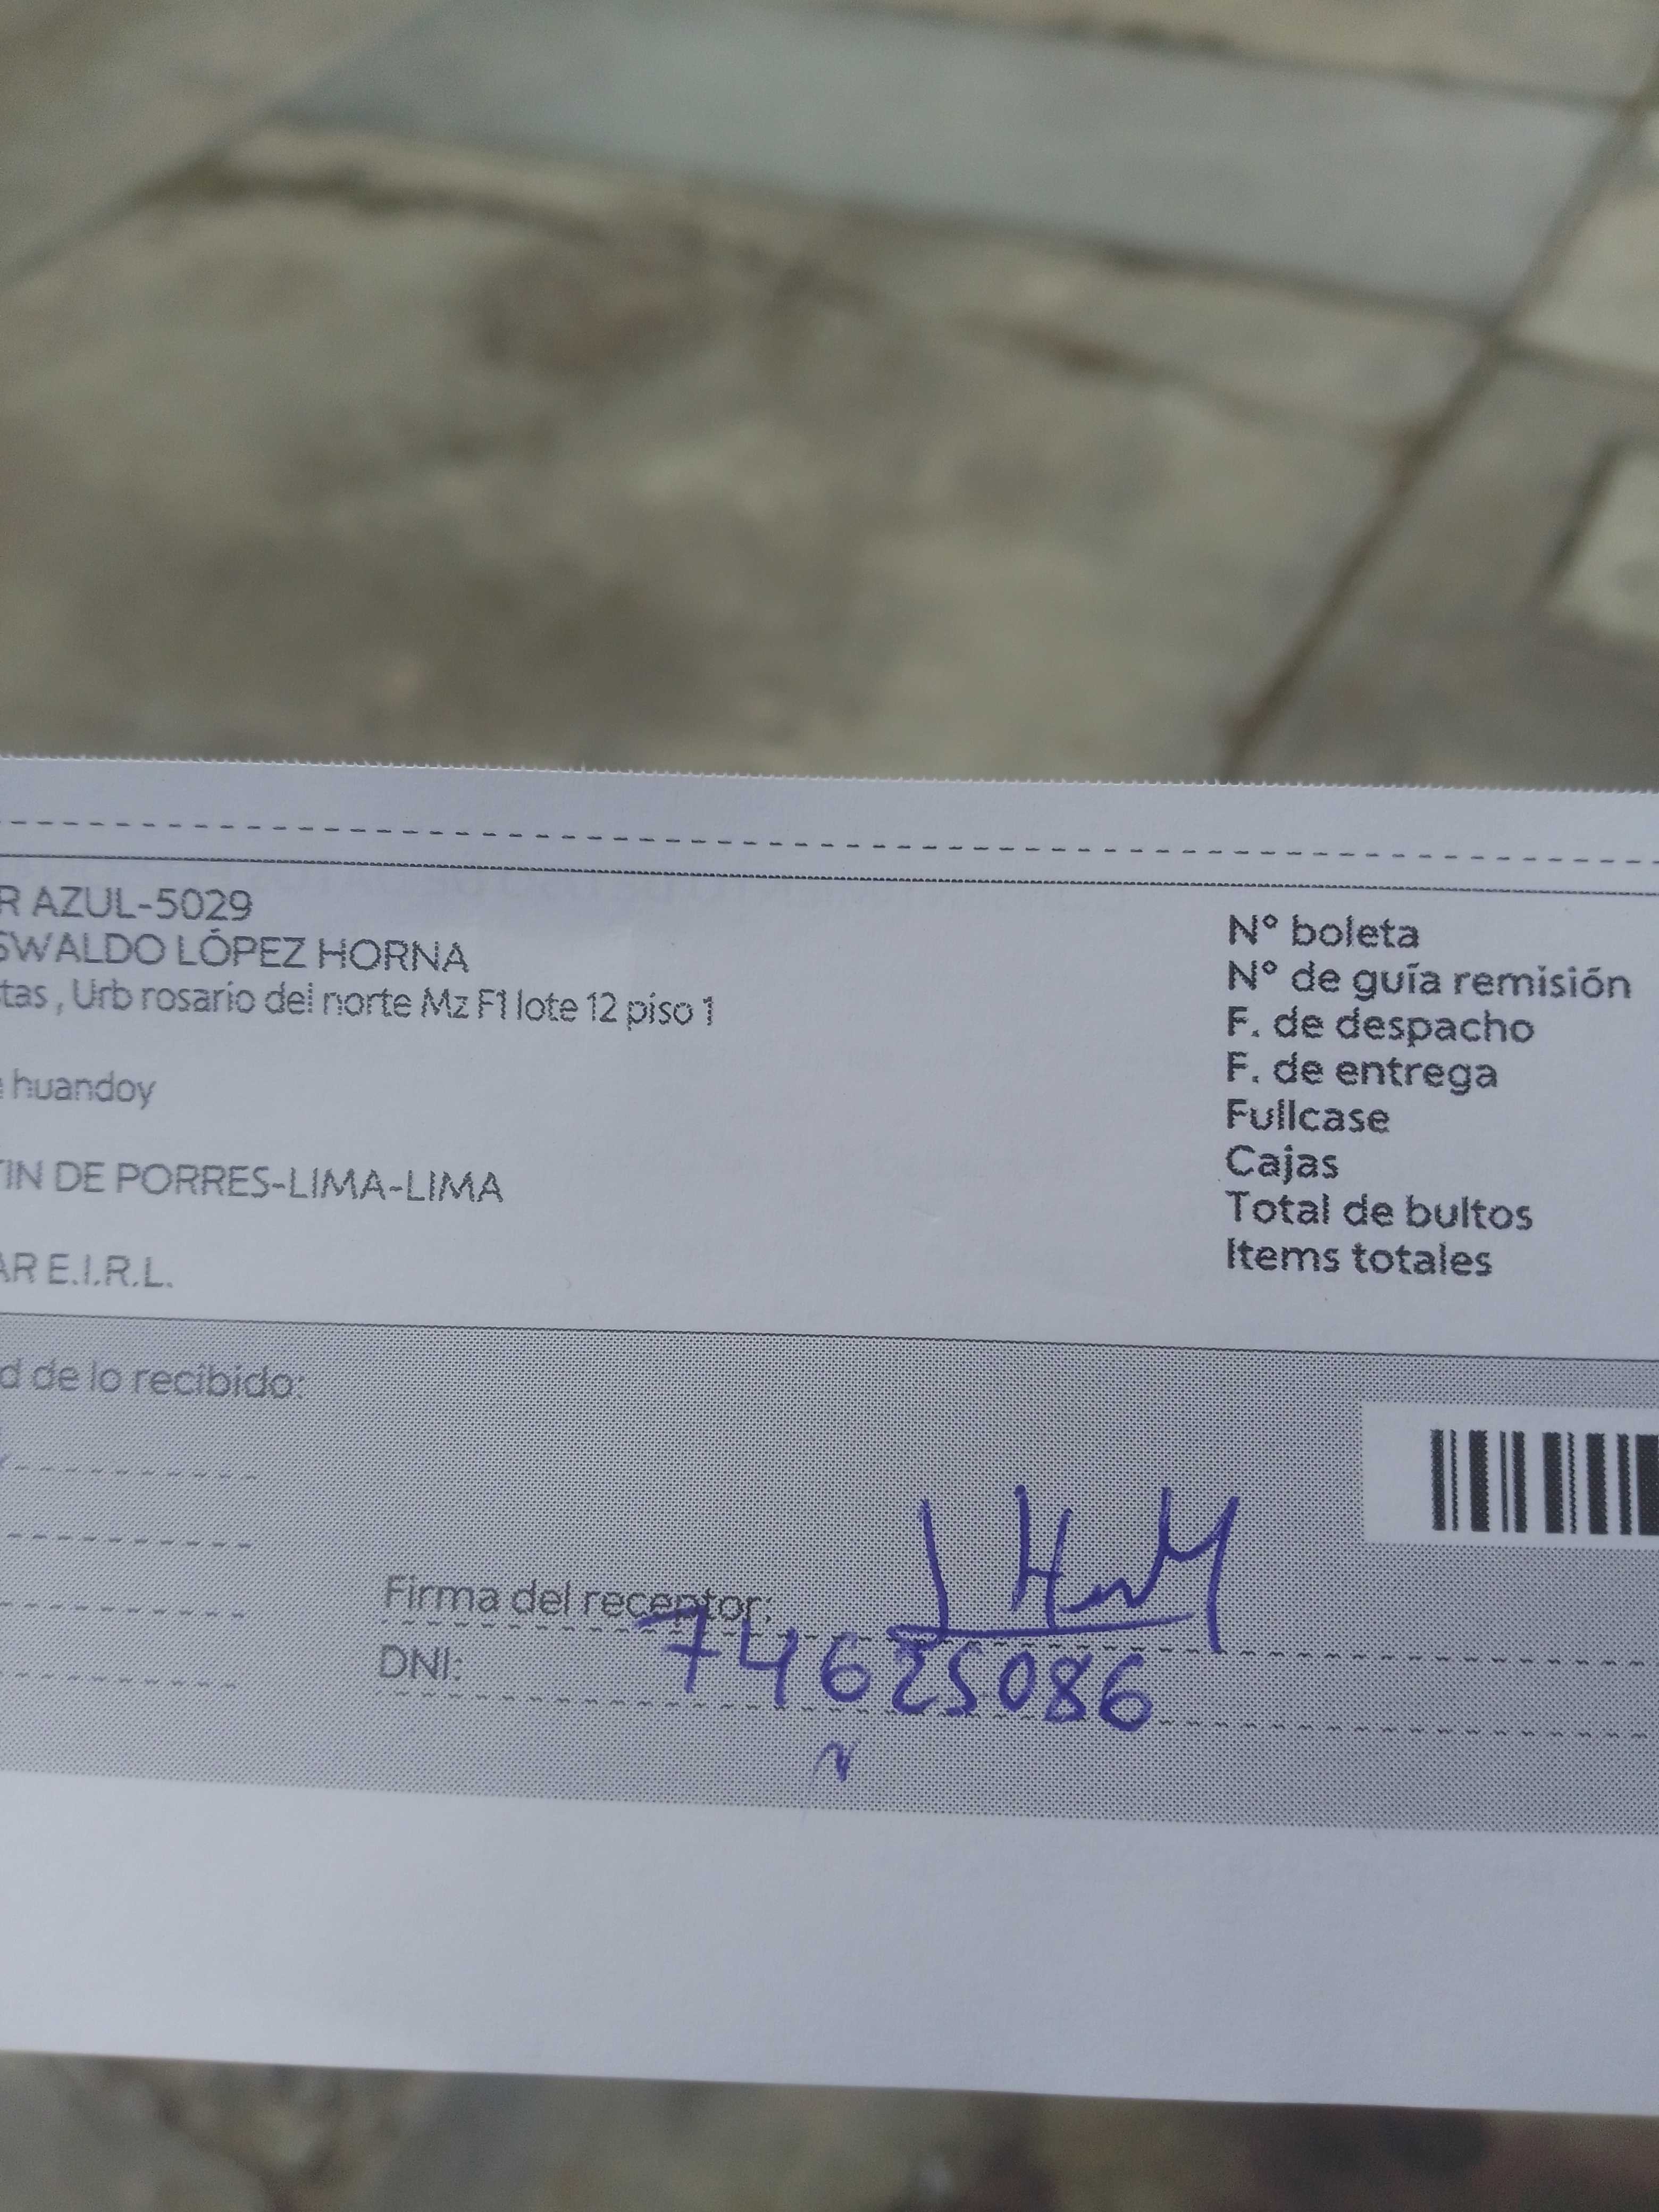 R AZUL-5029
SWALDO LÓPEZ HORNA
tas, Urb rosario del norte Mz F1 lote 12 piso 1
huandoy
TIN DE PORRES-LIMA-LIMA
AR E.I.R.L.
Nº boleta
Nº de guía remisión
F. de despacho
F. de entrega
Fullcase
Cajas
Total de bultos
Items totales
d de lo recibido:
Firma del receptor:
DNI: 74625086